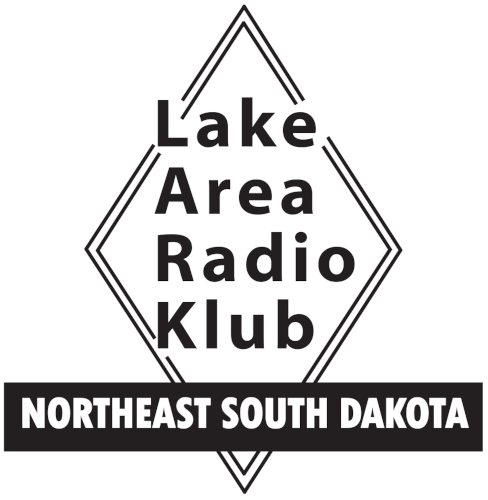 Lake
Area
Radio
Klub
NORTHEAST SOUTH DAKOTA